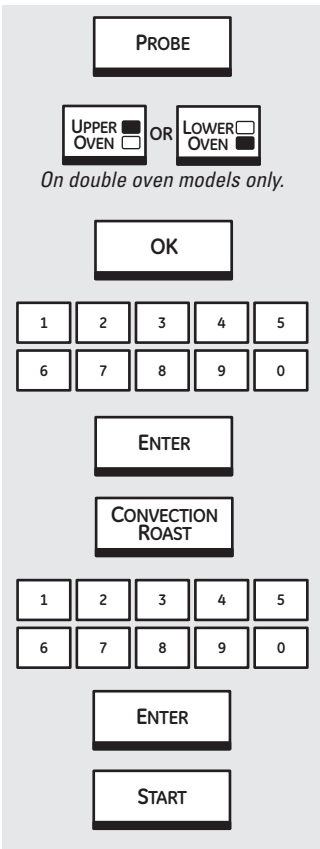 PROBE
UPPER OR LOWER
OVEN OVEN
On double oven models only.
OK
1 2 3 4 5
6 7 8 9 0
ENTER
CONVECTION
ROAST
1 2 3 4 5
6 7 8 9 0
ENTER
START